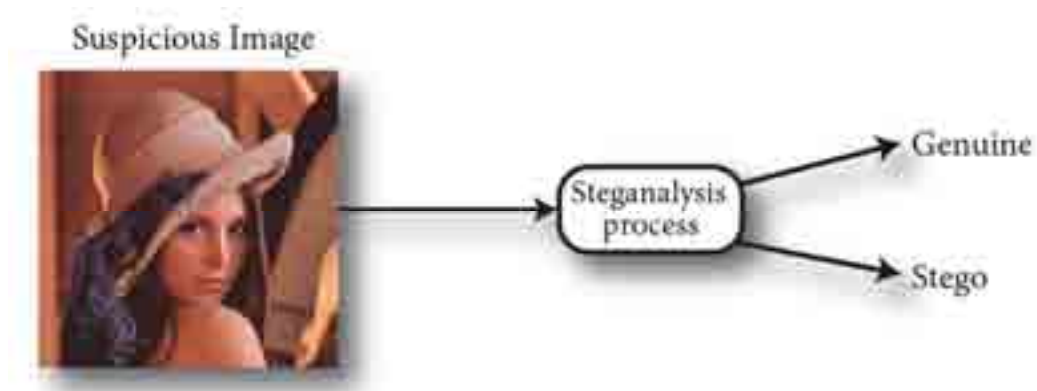 Suspicious Image
Steganalysis
process
Genuine
Stego